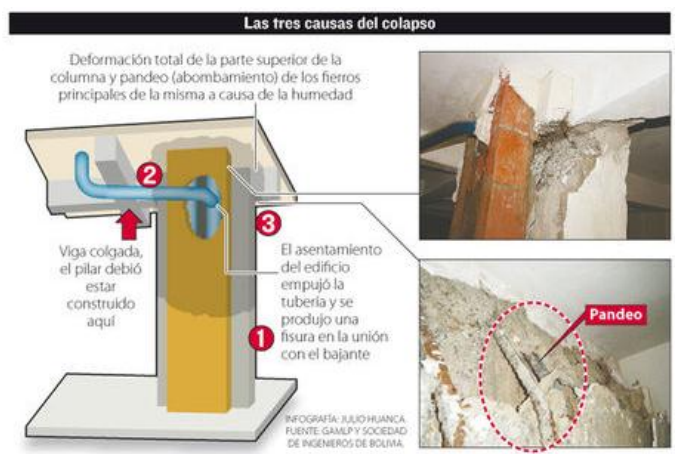 Las tres causas del colapso
Deformación total de la parte superior de la
columna y pandeo (abombamiento) de los fierros
principales de la misma a causa de la humedad
2
3
Viga colgada,
el pilar debió
estar
construido
aquí
El asentamiento
del edificio
empujó la
tubería y se
produjo una
fisura en la unión
con el bajante
1
Pandeo
INFOGRAFÍA: JULIO HUANCA.
FUENTE: GAMLP Y SOCIEDAD
DE INGENIEROS DE BOLIVIA.